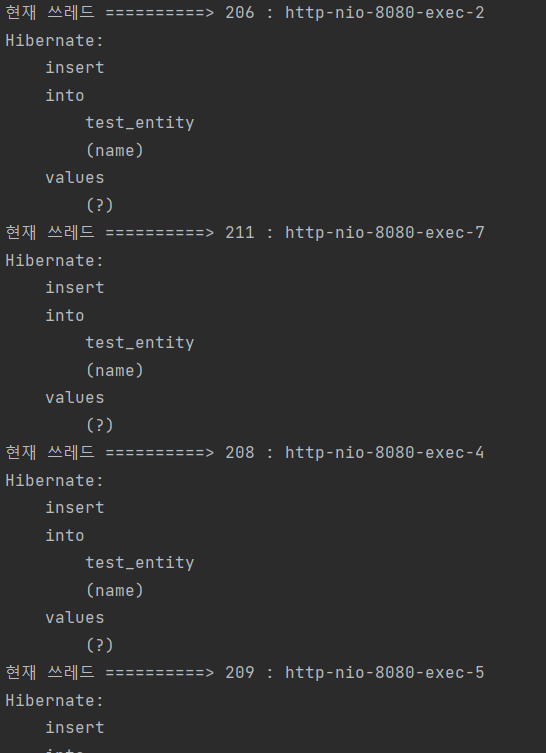 현재 쓰레드 ==========> 206 : http-nio-8080-exec-2
Hibernate:
    insert
    into
        test_entity
        (name)
    values
        (?)
현재 쓰레드 ==========> 211 : http-nio-8080-exec-7
Hibernate:
    insert
    into
        test_entity
        (name)
    values
        (?)
현재 쓰레드 ==========> 208 : http-nio-8080-exec-4
Hibernate:
    insert
    into
        test_entity
        (name)
    values
        (?)
현재 쓰레드 ==========> 209 : http-nio-8080-exec-5
Hibernate:
    insert
    into